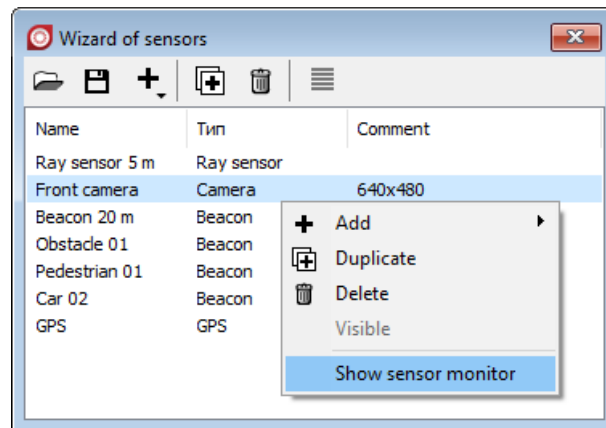 Wizard of sensors
Name Тип Comment
Ray sensor 5 m Ray sensor
Front camera Camera 640x480
Beacon 20 m Beacon
Obstacle 01 Beacon
Pedestrian 01 Beacon
Car 02 Beacon
GPS GPS
Add
Duplicate
Delete
Visible
Show sensor monitor